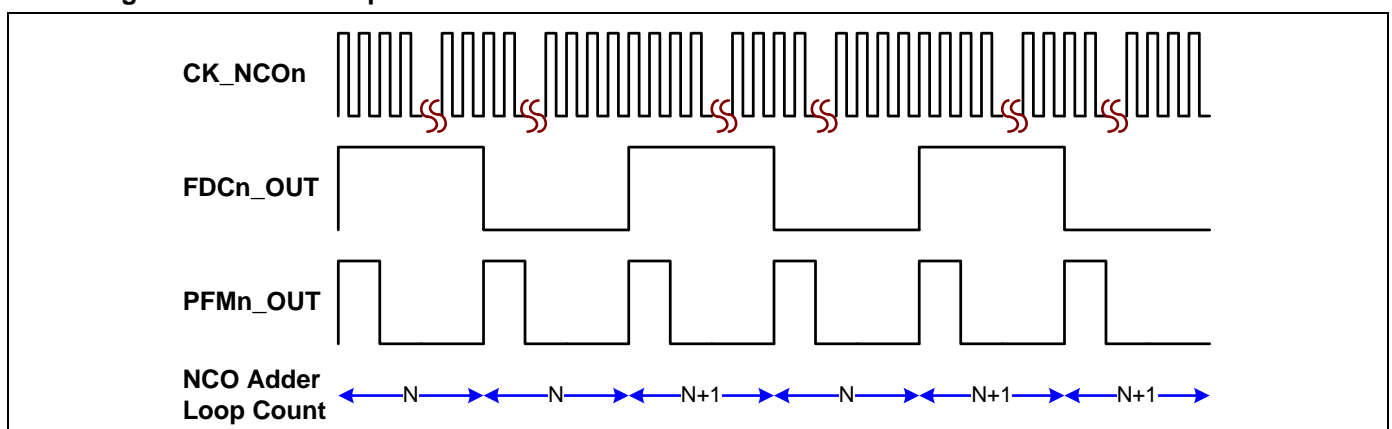 CK_NCOn
FDCn_OUT
PFMn_OUT
NCO Adder
Loop Count
N N N+1 N N+1 N+1